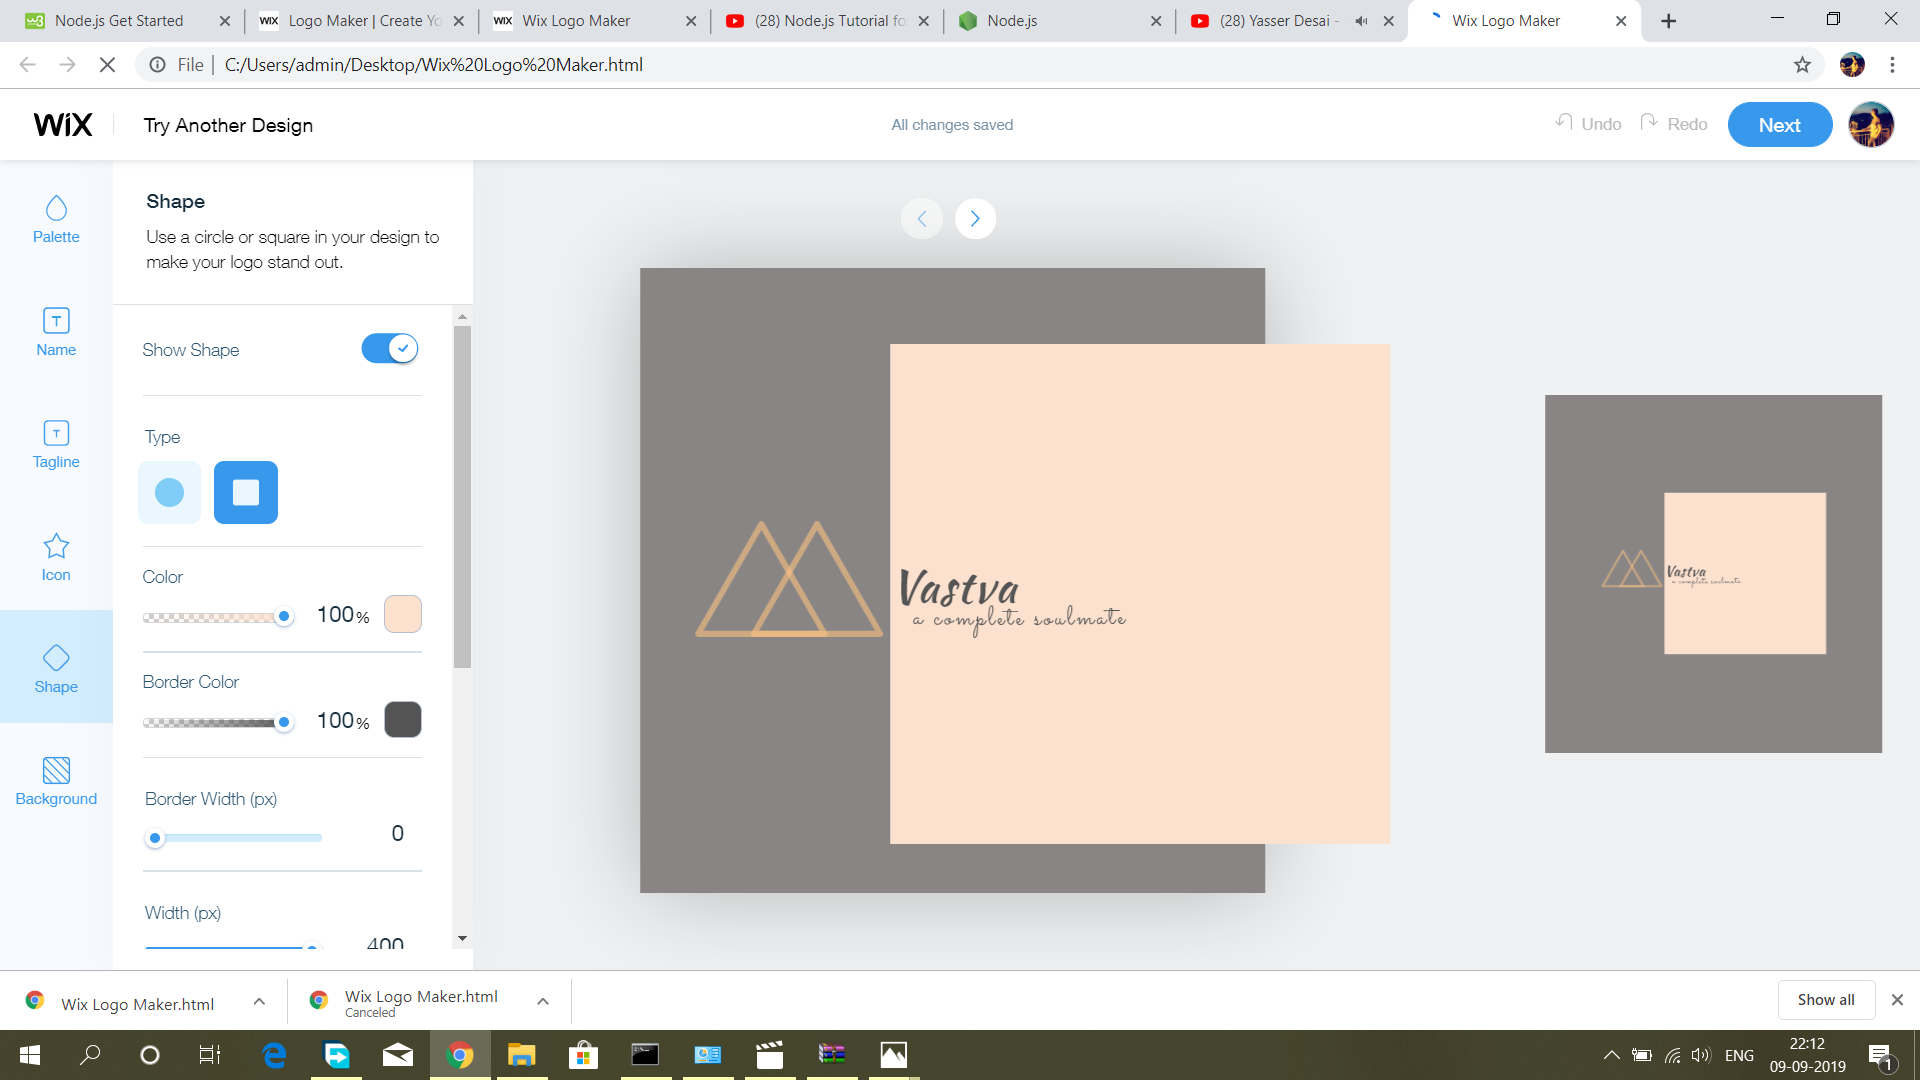 Node.js Get Started
Logo Maker | Create Yo
Wix Logo Maker
(28) Node.js Tutorial fo
Node.js
(28) Yasser Desai -
Wix Logo Maker
File
C:/Users/admin/Desktop/Wix%20Logo%20Maker.html
WiX
Try Another Design
All changes saved
Undo
Redo
Next
Palette
Name
Tagline
Icon
Shape
Background
Shape
Use a circle or square in your design to
make your logo stand out.
Show Shape
Type
Color
100%
Border Color
100%
Border Width (px)
0
Width (px)
400
Vastva
a complete soulmate
Vastva
a complete soulmate
Wix Logo Maker.html
Wix Logo Maker.html
Canceled
Show all
ENG
22:12
09-09-2019
1